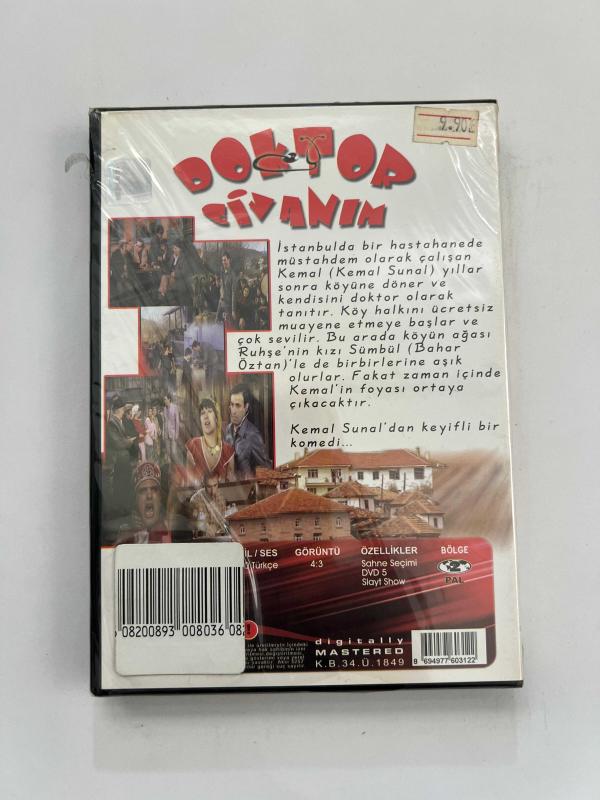 9.90
DOKTOR
CİVANIM
İstanbulda bir hastahanede
müstahdem olarak çalışan
Kemal (Kemal Sunal) yıllar
sonra köyüne döner ve
kendisini doktor olarak
tanıtır. Köy halkını ücretsiz
muayene etmeye başlar ve
çok sevilir. Bu arada köyün ağası
Ruhşe'nin kızı Sümbül (Bahar
Öztan)'le de birbirlerine aşık
olurlar. Fakat zaman içinde
Kemal'in foyası ortaya
çıkacaktır.
Kemal Sunal'dan keyifli bir
komedi...
İL/SES GÖRÜNTÜ ÖZELLİKLER BÖLGE
Türkçe 4:3 Sahne Seçimi 2
DVD 5 PAL
Slayt Show
08200893 008036 08
digitally
MASTERED
K.B.34.Ü.1849
8 694977 603122